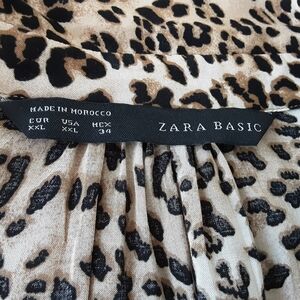 MADE IN MOROCCO
EUR USA MEX
XXL XXL 34
ZARA BASIC